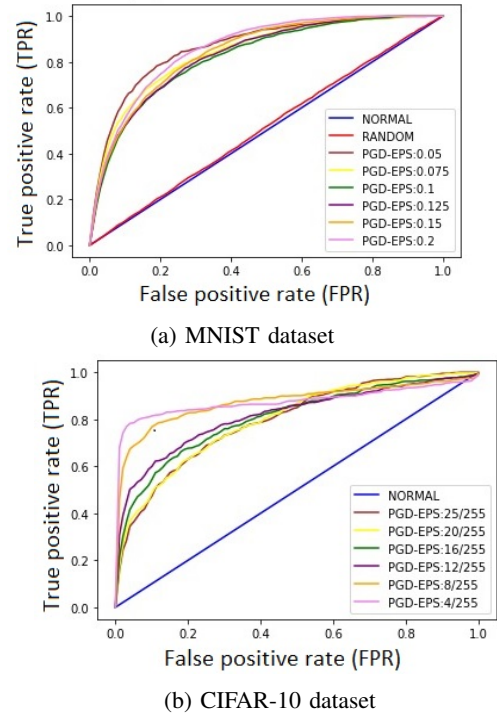 True positive rate (TPR)
1.0
0.8
0.6
0.4
0.2
0.0
NORMAL
RANDOM
PGD-EPS:0.05
PGD-EPS:0.075
PGD-EPS:0.1
PGD-EPS:0.125
PGD-EPS:0.15
PGD-EPS:0.2
0.0 0.2 0.4 0.6 0.8 1.0
False positive rate (FPR)
(a) MNIST dataset
True positive rate (TPR)
1.0
0.8
0.6
0.4
0.2
0.0
NORMAL
PGD-EPS:25/255
PGD-EPS:20/255
PGD-EPS:16/255
PGD-EPS:12/255
PGD-EPS:8/255
PGD-EPS:4/255
0.0 0.2 0.4 0.6 0.8 1.0
False positive rate (FPR)
(b) CIFAR-10 dataset